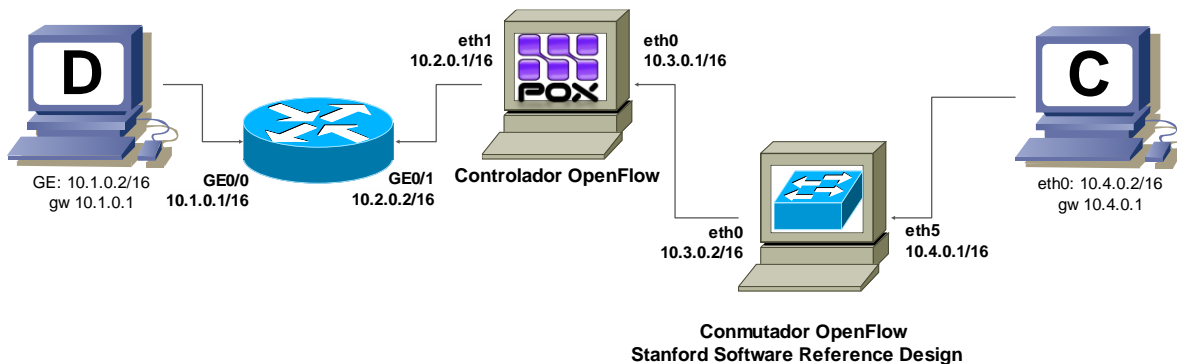 D
GE: 10.1.0.2/16
gw 10.1.0.1
GE0/0
10.1.0.1/16
GE0/1
10.2.0.2/16
eth1
10.2.0.1/16
POX
eth0
10.3.0.1/16
Controlador OpenFlow
eth0
10.3.0.2/16
eth5
10.4.0.1/16
Conmutador OpenFlow
Stanford Software Reference Design
C
eth0: 10.4.0.2/16
gw 10.4.0.1